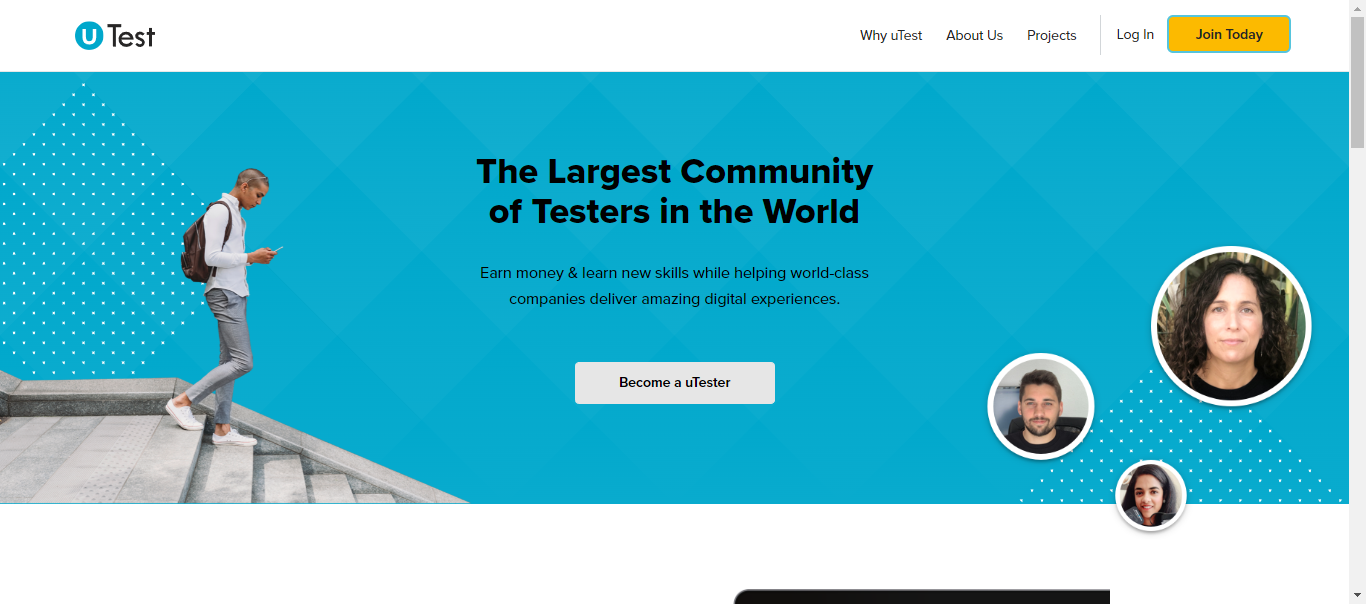 uTest
Why uTest
About Us
Projects
Log In
Join Today
The Largest Community
of Testers in the World
Earn money & learn new skills while helping world-class
companies deliver amazing digital experiences.
Become a uTester